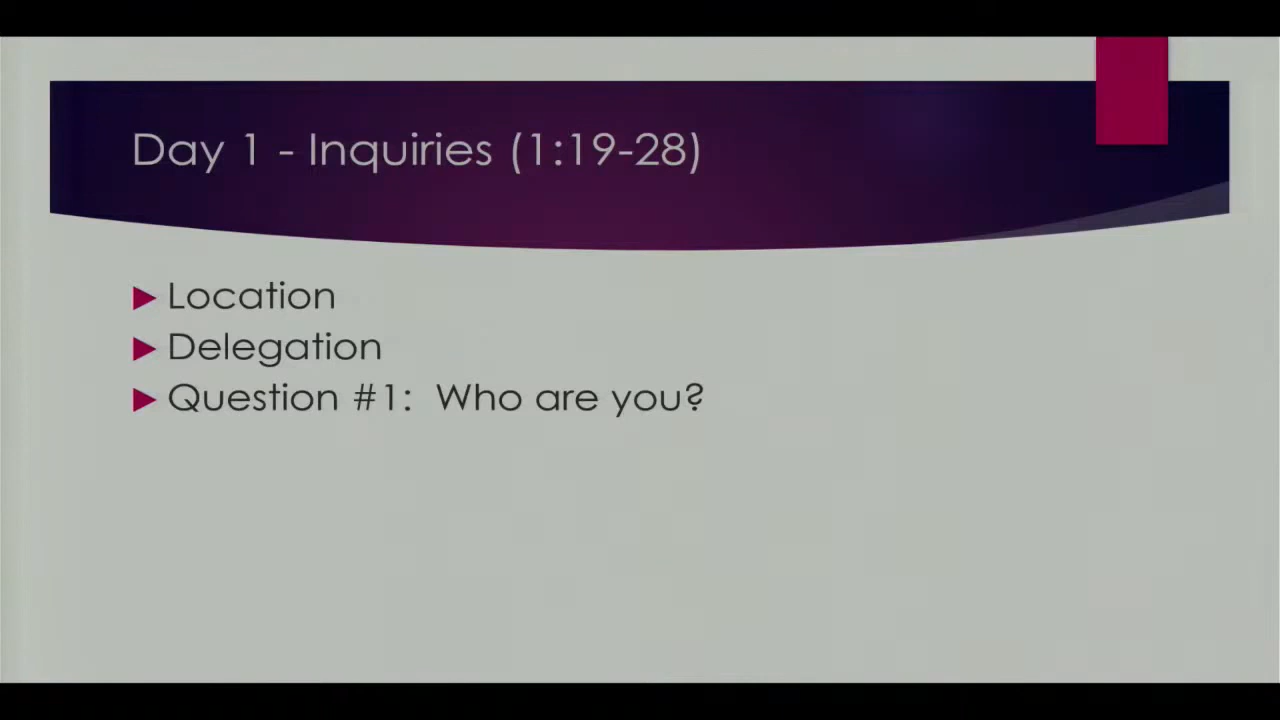 Day 1 - Inquiries (1:19-28)
Location
Delegation
Question #1: Who are you?